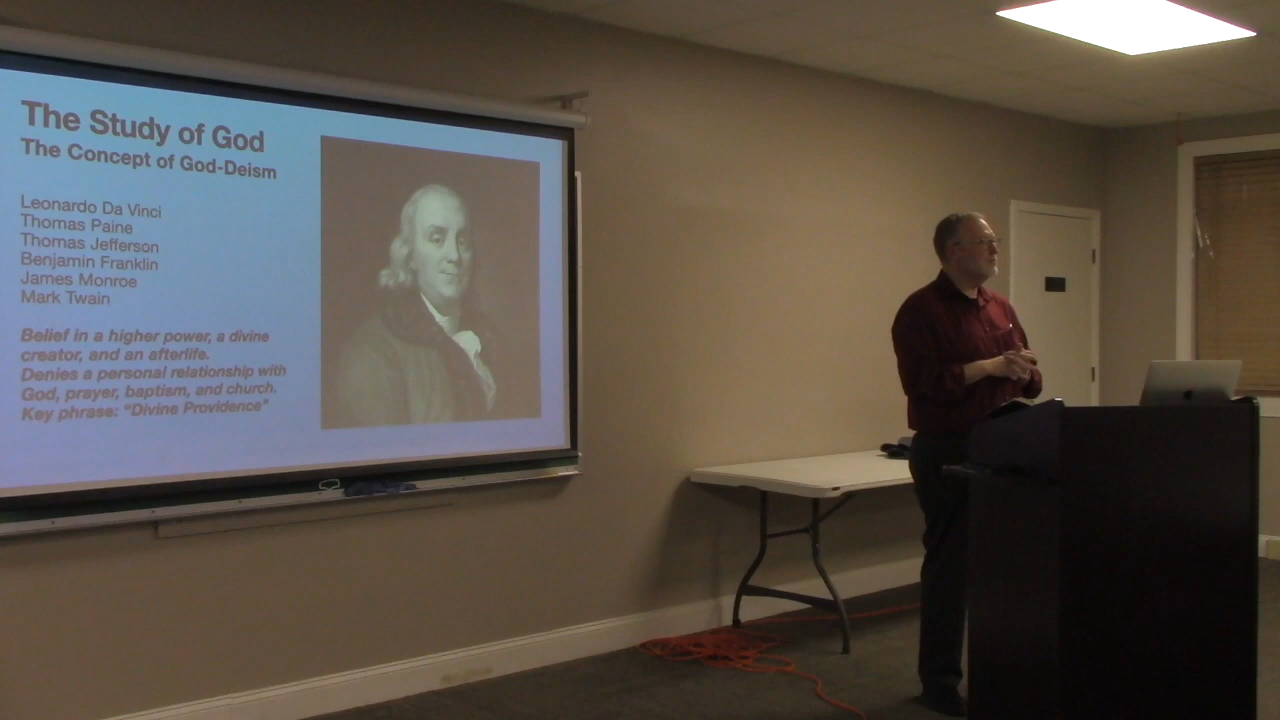 The Study of God
The Concept of God-Deism
Leonardo Da Vinci
Thomas Paine
Thomas Jefferson
Benjamin Franklin
James Monroe
Mark Twain
Belief in a higher power, a divine
creator, and an afterlife.
Denies a personal relationship with
God, prayer, baptism, and church.
Key phrase: "Divine Providence"